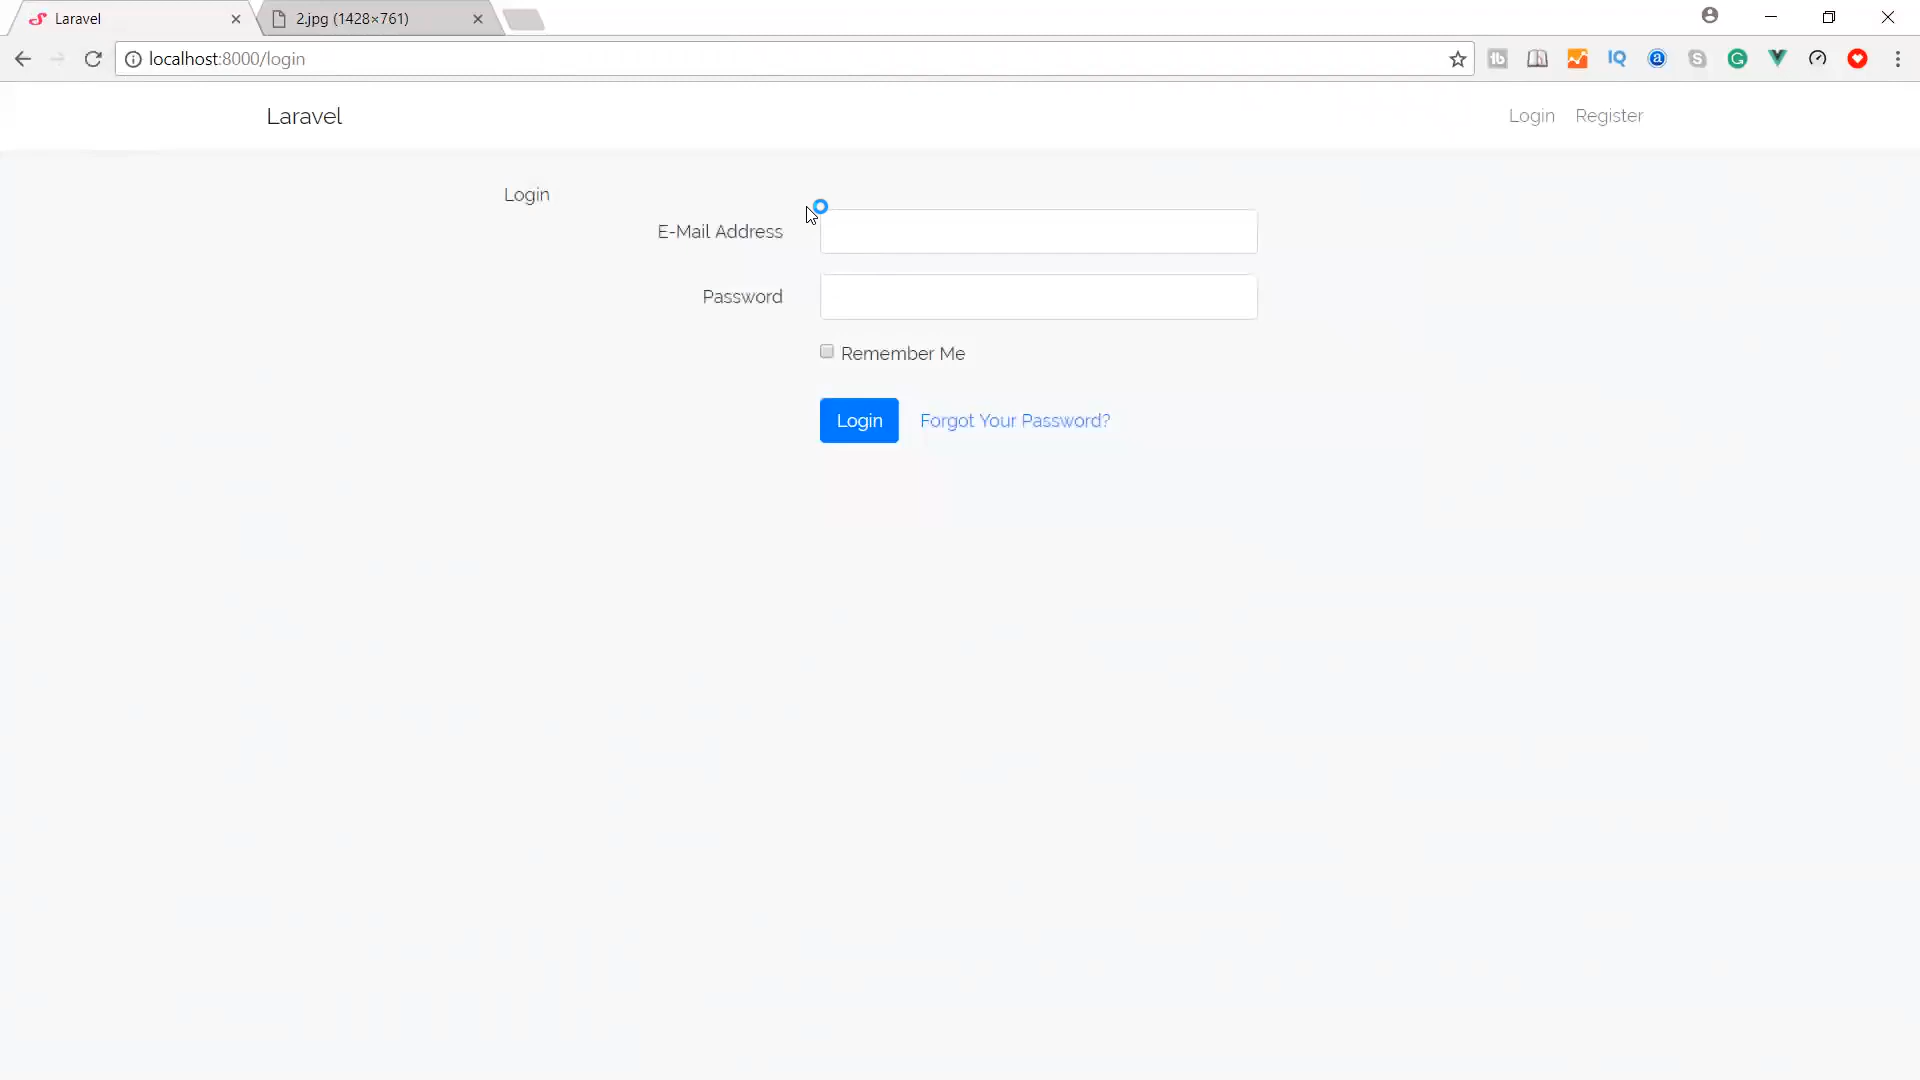 Laravel
2.jpg (1428×761)
localhost:8000/login
Laravel
Login Register
Login
E-Mail Address
Password
Remember Me
Login Forgot Your Password?